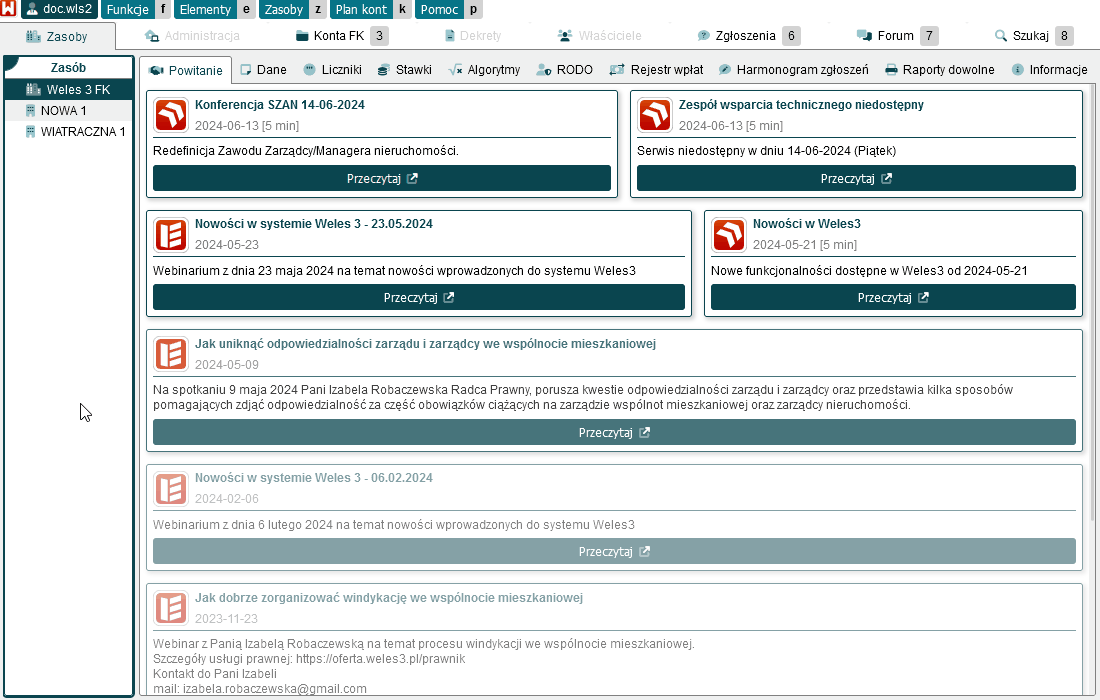 doc.wls2 Funkcje f Elementy e Zasoby z Plan kont k Pomoc p
Zasoby Administracja Konta FK 3 Dekrety Właściciele Zgłoszenia 6 Forum 7 Szukaj 8
Zasób
Weles 3 FK
NOWA 1
WIATRACZNA 1
Powitanie Dane Liczniki Stawki Algorytmy RODO Rejestr wpłat Harmonogram zgłoszeń Raporty dowolne Informacje
Konferencja SZAN 14-06-2024
2024-06-13 [5 min]
Redefinicja Zawodu Zarządcy/Managera nieruchomości.
Przeczytaj
Zespół wsparcia technicznego niedostępny
2024-06-13 [5 min]
Serwis niedostępny w dniu 14-06-2024 (Piątek)
Przeczytaj
Nowości w systemie Weles 3 - 23.05.2024
2024-05-23
Webinarium z dnia 23 maja 2024 na temat nowości wprowadzonych do systemu Weles3
Przeczytaj
Nowości w Weles3
2024-05-21 [5 min]
Nowe funkcjonalności dostępne w Weles3 od 2024-05-21
Przeczytaj
Jak uniknąć odpowiedzialności zarządu i zarządcy we wspólnocie mieszkaniowej
2024-05-09
Na spotkaniu 9 maja 2024 Pani Izabela Robaczewska Radca Prawny, porusza kwestie odpowiedzialności zarządu i zarządcy oraz przedstawia kilka sposobów
pomagających zdjąć odpowiedzialność za część obowiązków ciążących na zarządzie wspólnot mieszkaniowej oraz zarządcy nieruchomości.
Przeczytaj
Nowości w systemie Weles 3 - 06.02.2024
2024-02-06
Webinarium z dnia 6 lutego 2024 na temat nowości wprowadzonych do systemu Weles3
Przeczytaj
Jak dobrze zorganizować windykację we wspólnocie mieszkaniowej
2023-11-23
Webinar z Panią Izabelą Robaczewską na temat procesu windykacji we wspólnocie mieszkaniowej.
Szczegóły usługi prawnej: https://oferta.weles3.pl/prawnik
Kontakt do Pani Izabeli
mail: izabela.robaczewska@gmail.com